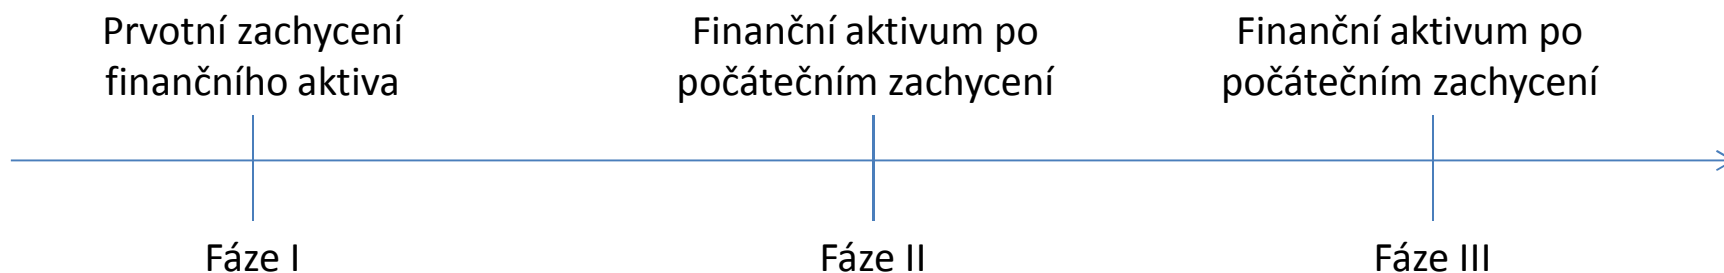 Prvotní zachycení
finančního aktiva
Finanční aktivum po
počátečním zachycení
Finanční aktivum po
počátečním zachycení
Fáze I
Fáze II
Fáze III